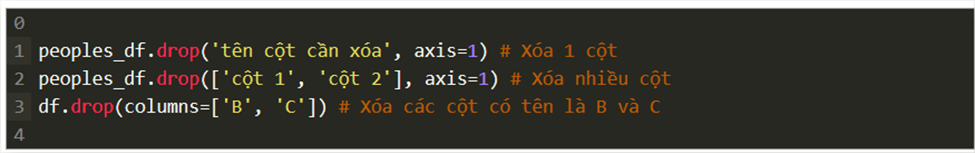 0
1 peoples_df.drop('tên cột cần xóa', axis=1) # Xóa 1 cột
2 peoples_df.drop(['cột 1', 'cột 2'], axis=1) # Xóa nhiều cột
3 df.drop(columns=['B', 'C']) # Xóa các cột có tên là B và C
4